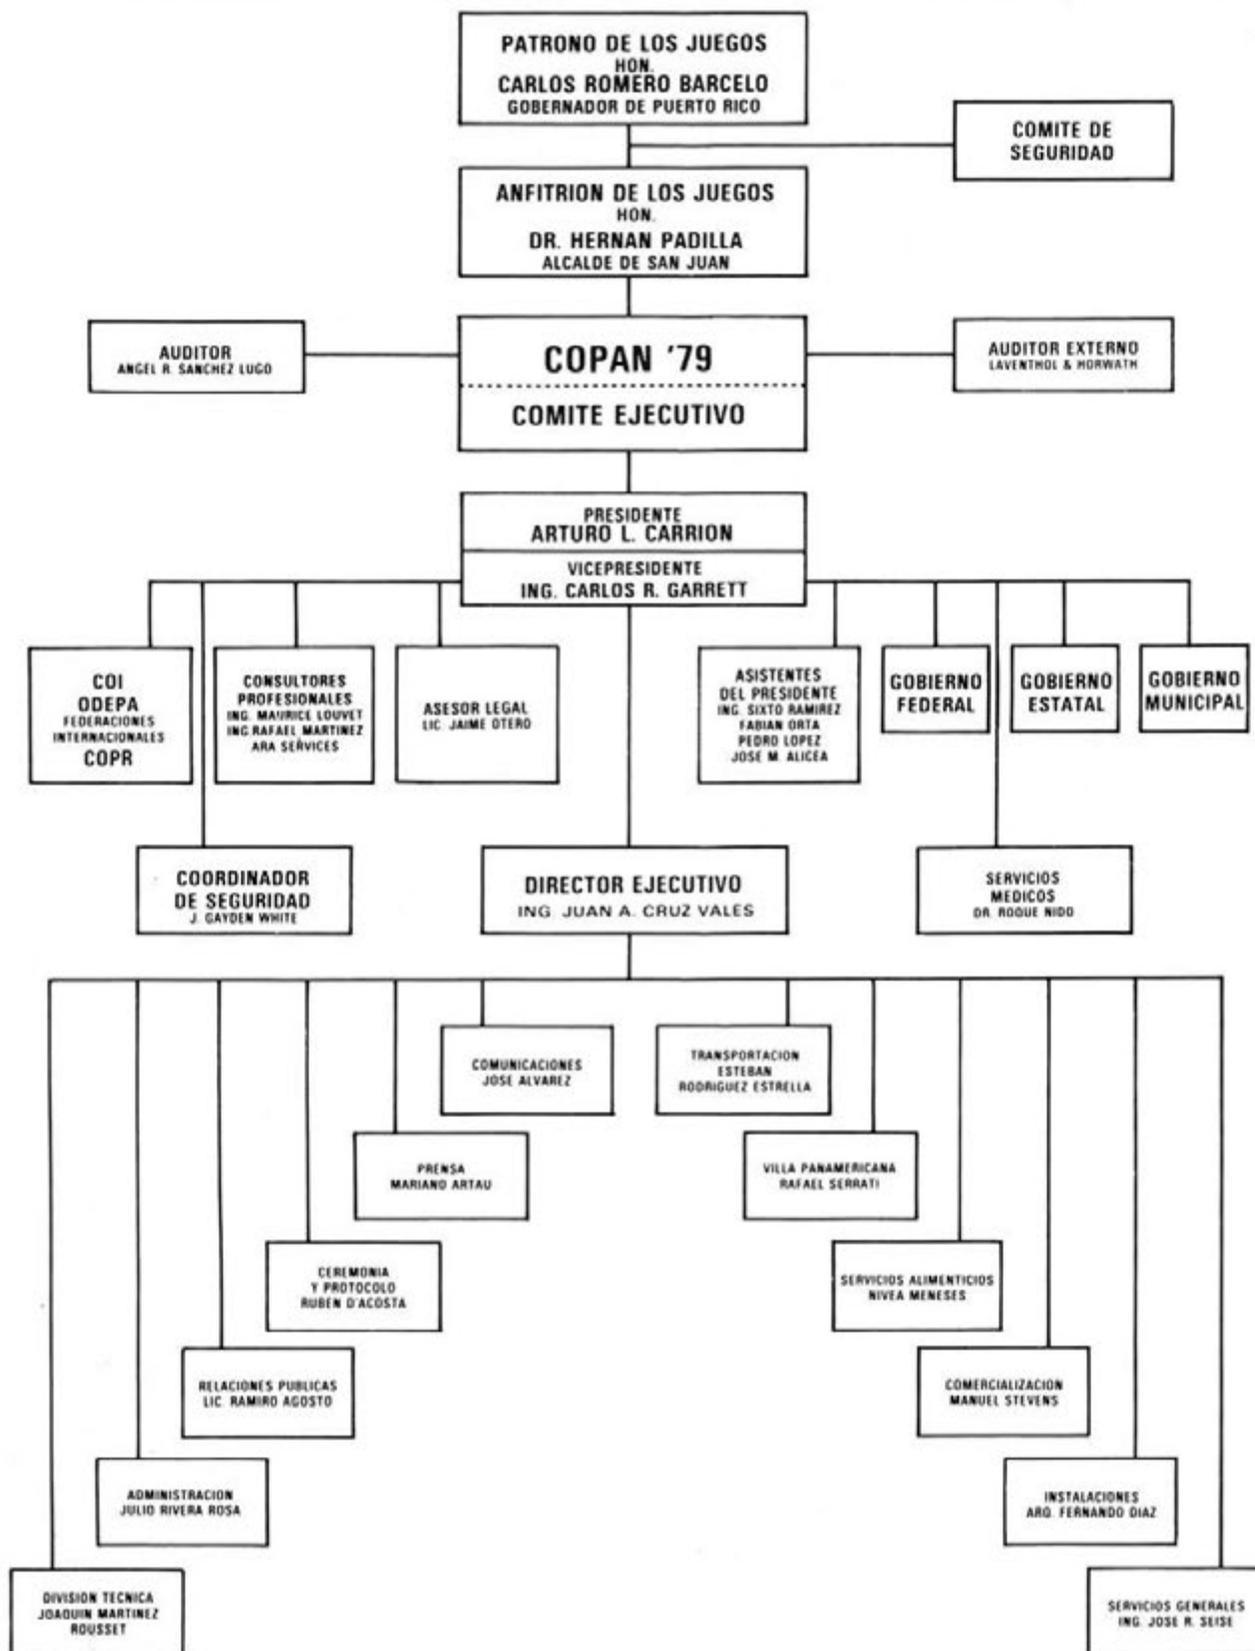 PATRONO DE LOS JUEGOS
HON.
CARLOS ROMERO BARCELO
GOBERNADOR DE PUERTO RICO
COMITE DE
SEGURIDAD
ANFITRION DE LOS JUEGOS
HON.
DR. HERNAN PADILLA
ALCALDE DE SAN JUAN
AUDITOR
ANGEL R. SANCHEZ LUGO
COPAN '79
COMITE EJECUTIVO
AUDITOR EXTERNO
LAVENTHOL & HORWATH
PRESIDENTE
ARTURO L. CARRION
VICEPRESIDENTE
ING. CARLOS R. GARRETT
COI
ODEPA
FEDERACIONES
INTERNACIONALES
COPR
CONSULTORES
PROFESIONALES
ING. MAURICE LOUVET
ING. RAFAEL MARTINEZ
ARA SERVICES
ASESOR LEGAL
LIC. JAIME OTERO
ASISTENTES
DEL PRESIDENTE
ING. SIXTO RAMIREZ
FABIAN ORTA
PEDRO LOPEZ
JOSE M. ALICEA
GOBIERNO
FEDERAL
GOBIERNO
ESTATAL
GOBIERNO
MUNICIPAL
COORDINADOR
DE SEGURIDAD
J. GAYDEN WHITE
DIRECTOR EJECUTIVO
ING. JUAN A. CRUZ VALES
SERVICIOS
MEDICOS
DR. ROQUE NIDO
COMUNICACIONES
JOSE ALVAREZ
TRANSPORTACION
ESTEBAN
RODRIGUEZ ESTRELLA
PRENSA
MARIANO ARTAU
VILLA PANAMERICANA
RAFAEL SERRATI
CEREMONIA
Y PROTOCOLO
RUBEN D'ACOSTA
SERVICIOS ALIMENTICIOS
NIVEA MENESES
RELACIONES PUBLICAS
LIC. RAMIRO AGOSTO
COMERCIALIZACION
MANUEL STEVENS
ADMINISTRACION
JULIO RIVERA ROSA
INSTALACIONES
ARQ. FERNANDO DIAZ
DIVISION TECNICA
JOAQUIN MARTINEZ
ROUSSET
SERVICIOS GENERALES
ING. JOSE R. SEISE